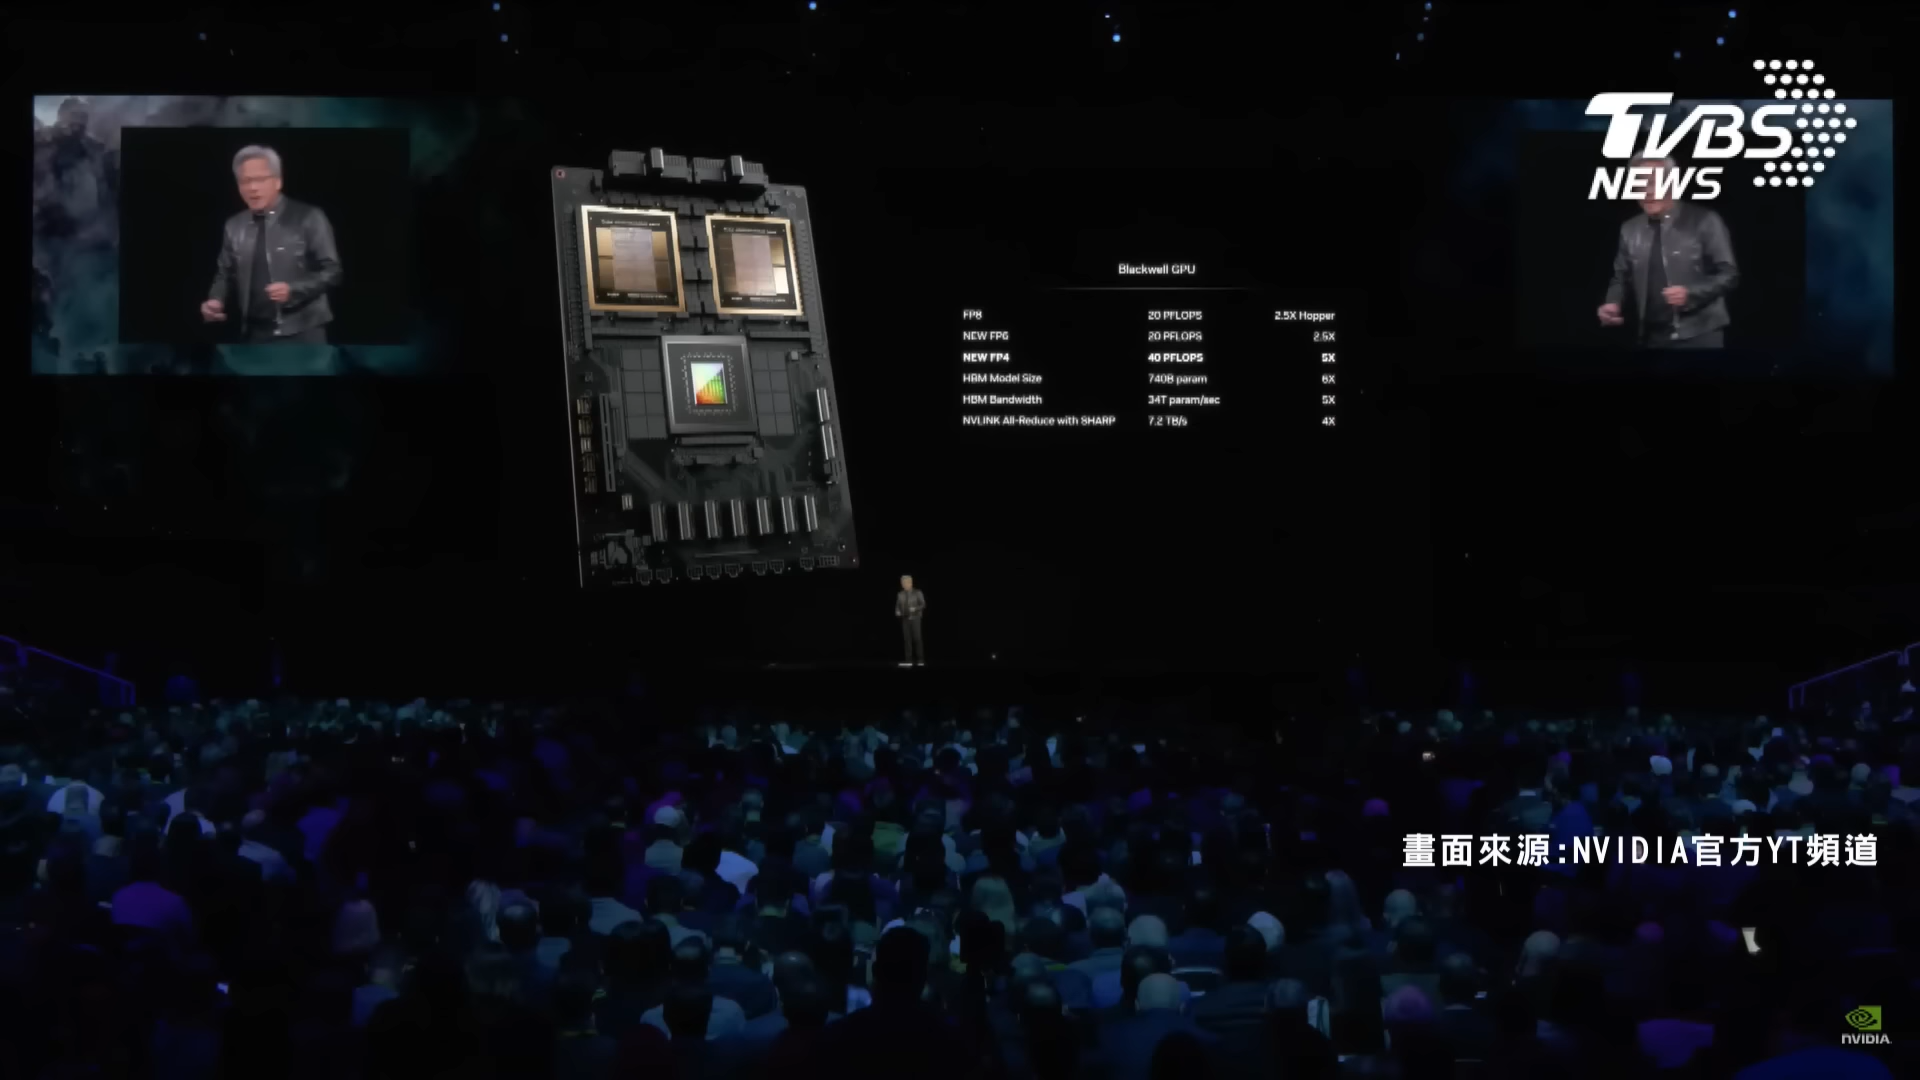 TVBS
NEWS
Blackwell GPU
FP8 20 PFLOPS 2.5X Hopper
NEW FP6 20 PFLOPS 2.5X
NEW FP4 40 PFLOPS 5X
HBM Model Size 740B param 6X
HBM Bandwidth 34T param/sec 5X
NVLINK All-Reduce with SHARP 7.2 TB/s 4X
畫面來源:NVIDIA官方YT頻道
NVIDIA